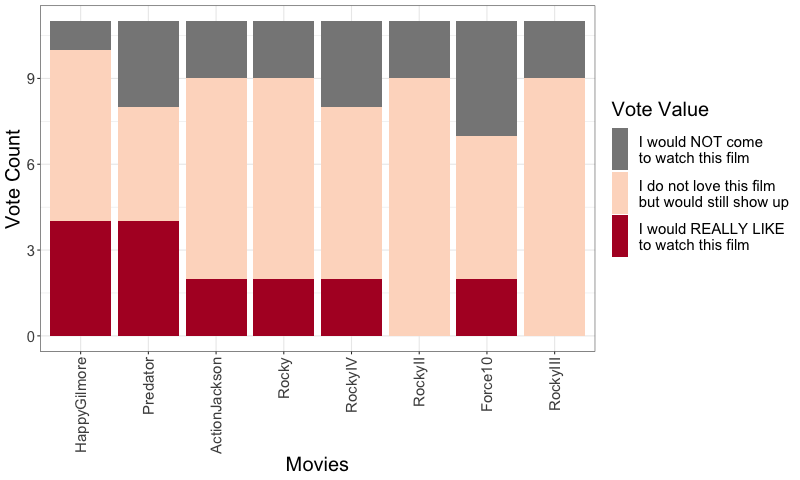 Vote Count
9
6
3
0
HappyGilmore
Predator
ActionJackson
Rocky
RockyIV
RockyII
Force10
RockyIII
Movies
Vote Value
I would NOT come
to watch this film
I do not love this film
but would still show up
I would REALLY LIKE
to watch this film